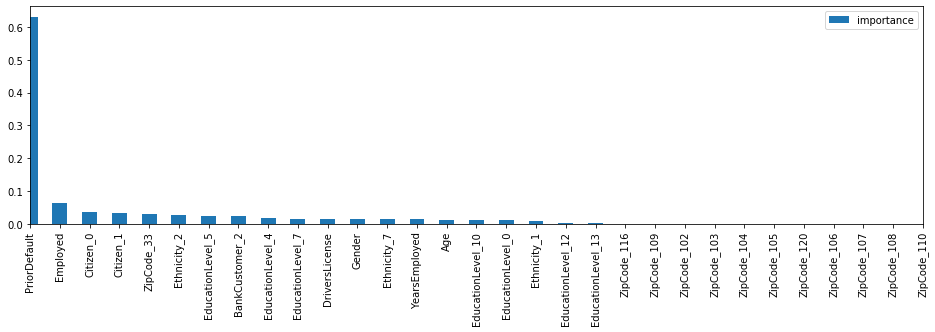 importance
0.6
0.5
0.4
0.3
0.2
0.1
0.0
PriorDefault
Employed
Citizen_0
Citizen_1
ZipCode_33
Ethnicity_2
EducationLevel_5
BankCustomer_2
EducationLevel_4
EducationLevel_7
DriversLicense
Gender
Ethnicity_7
YearsEmployed
Age
EducationLevel_10
EducationLevel_0
Ethnicity_1
EducationLevel_12
EducationLevel_13
ZipCode_116
ZipCode_109
ZipCode_102
ZipCode_103
ZipCode_104
ZipCode_105
ZipCode_120
ZipCode_106
ZipCode_107
ZipCode_108
ZipCode_110